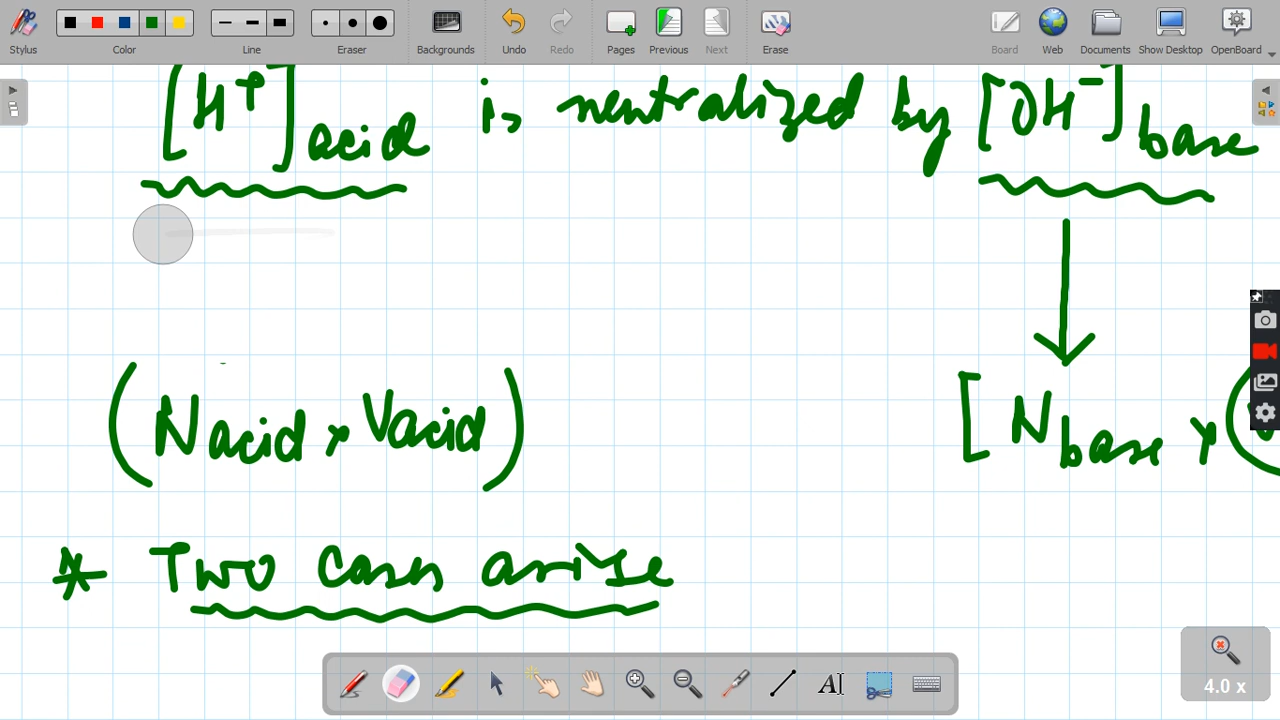 Stylus Color Line Eraser Backgrounds Undo Redo Pages Previous Next Erase Board Web Documents Show Desktop OpenBoard
[H+]acid is neutralized by [OH-]base
(Nacid x Vacid) [Nbase x (
* Two Cases arise
4.0 x